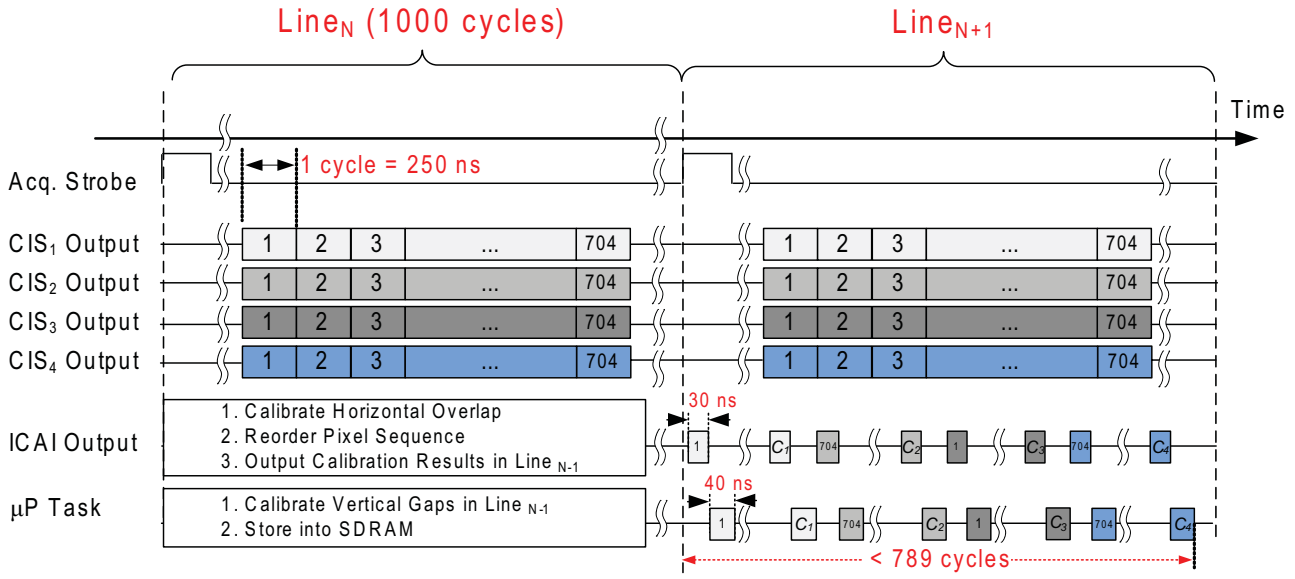 Line_N (1000 cycles) Line_N+1
Time
1 cycle = 250 ns
Acq. Strobe
CIS₁ Output 1 2 3 ... 704 1 2 3 ... 704
CIS₂ Output 1 2 3 ... 704 1 2 3 ... 704
CIS₃ Output 1 2 3 ... 704 1 2 3 ... 704
CIS₄ Output 1 2 3 ... 704 1 2 3 ... 704
30 ns
ICAI Output
1. Calibrate Horizontal Overlap
2. Reorder Pixel Sequence
3. Output Calibration Results in Line_N-1
1 C₁ 704 C₂ 1 C₃ 704 C₄
40 ns
µP Task
1. Calibrate Vertical Gaps in Line_N-1
2. Store into SDRAM
1 C₁ 704 C₂ 1 C₃ 704 C₄
< 789 cycles